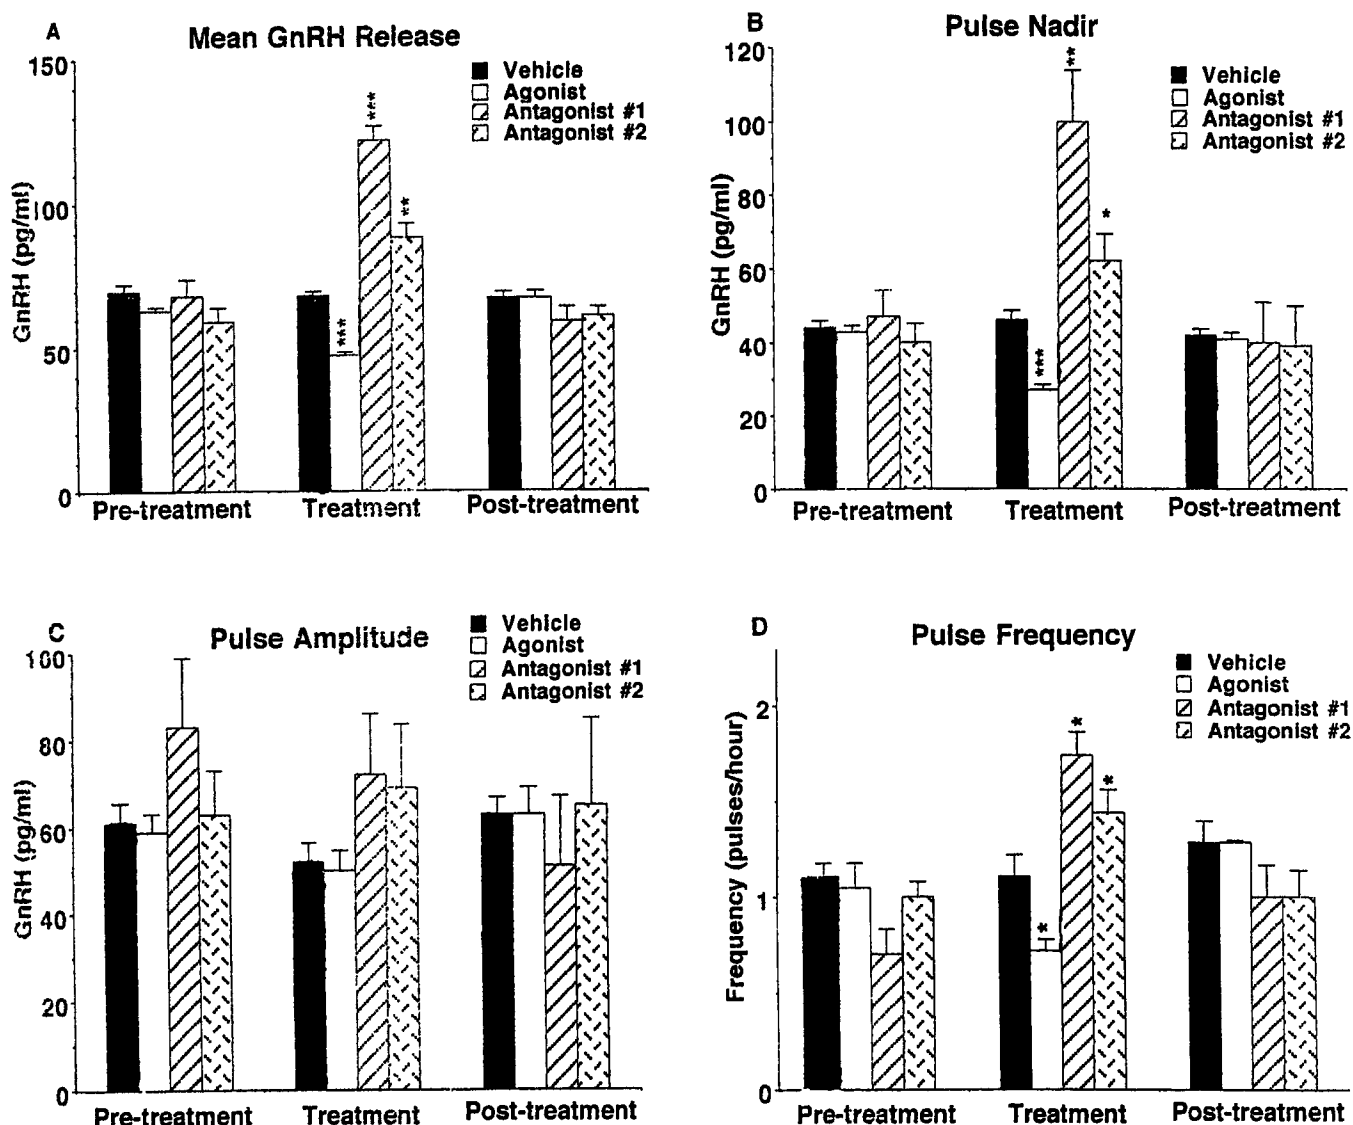 A
Mean GnRH Release
150
100
50
0
GnRH (pg/ml)
Vehicle
Agonist
Antagonist #1
Antagonist #2
***
***
**
Pre-treatment
Treatment
Post-treatment
B
Pulse Nadir
120
100
80
60
40
20
0
GnRH (pg/ml)
Vehicle
Agonist
Antagonist #1
Antagonist #2
***
**
*
Pre-treatment
Treatment
Post-treatment
C
Pulse Amplitude
100
80
60
40
20
0
GnRH (pg/ml)
Vehicle
Agonist
Antagonist #1
Antagonist #2
Pre-treatment
Treatment
Post-treatment
D
Pulse Frequency
2
1
0
Frequency (pulses/hour)
Vehicle
Agonist
Antagonist #1
Antagonist #2
*
*
*
Pre-treatment
Treatment
Post-treatment